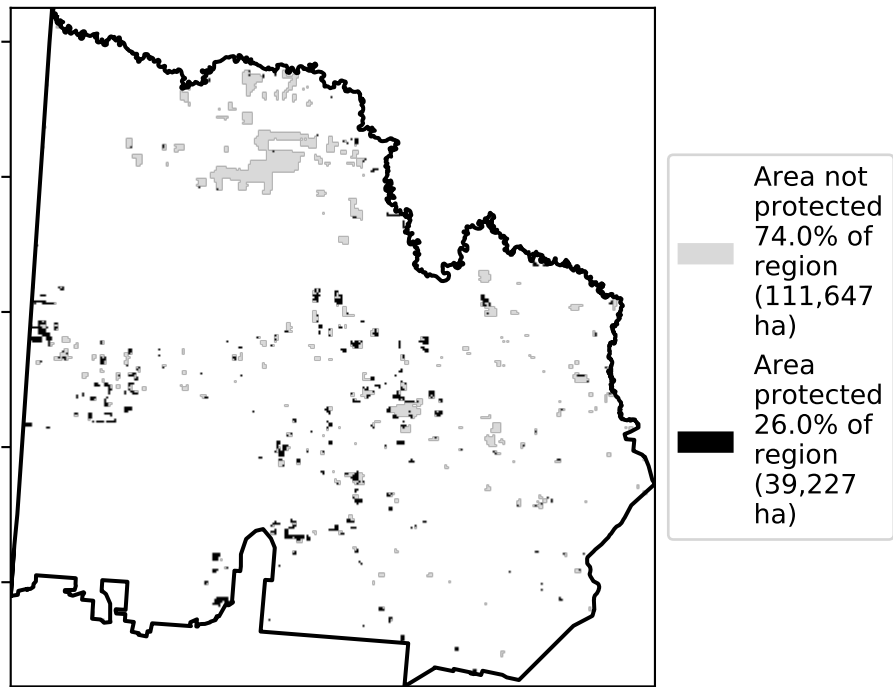 Area not
protected
74.0% of
region
(111,647
ha)
Area
protected
26.0% of
region
(39,227
ha)